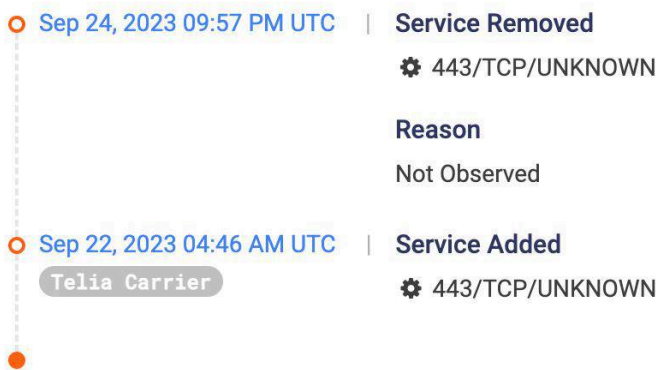 Sep 24, 2023 09:57 PM UTC | Service Removed
443/TCP/UNKNOWN
Reason
Not Observed
Sep 22, 2023 04:46 AM UTC | Service Added
Telia Carrier 443/TCP/UNKNOWN